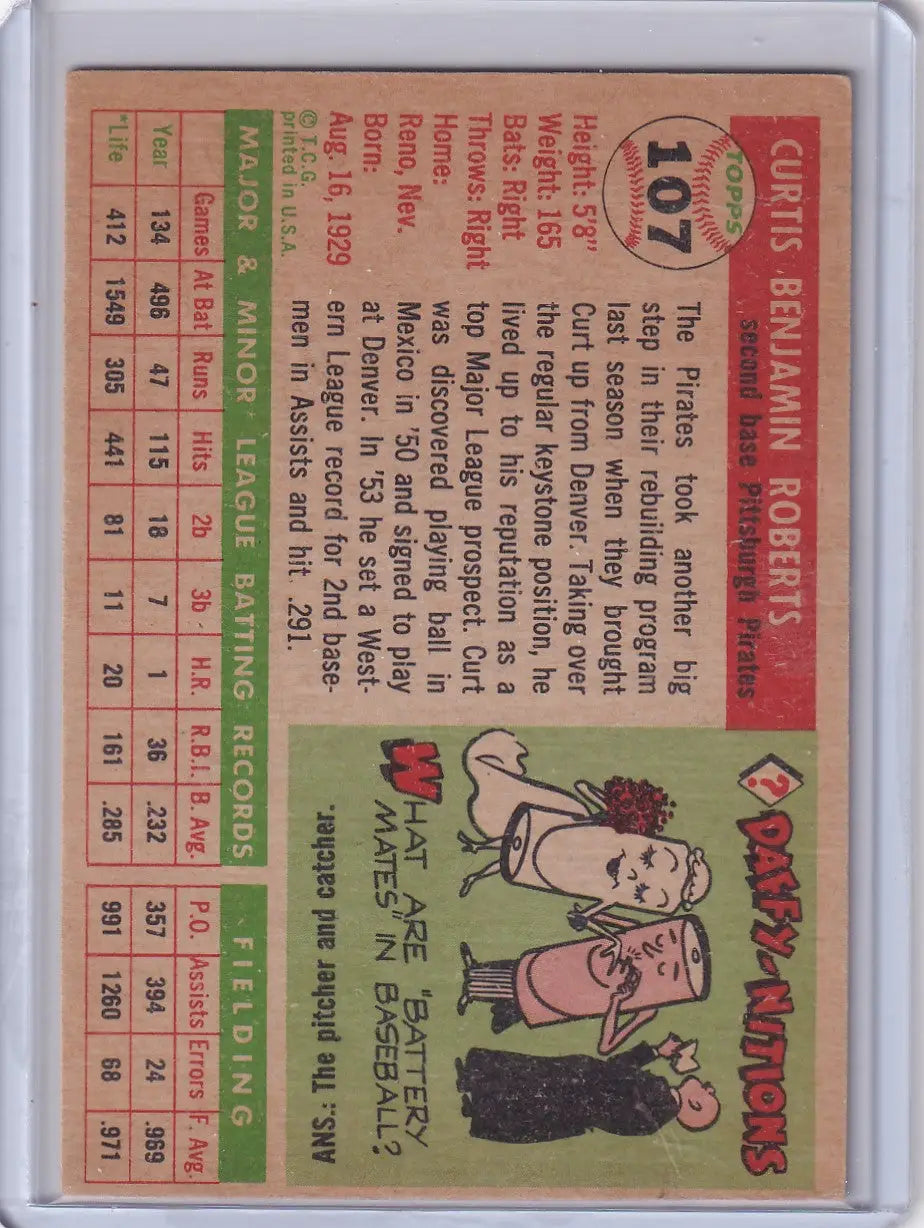 TOPPS
107
CURTIS BENJAMIN ROBERTS
second base Pittsburgh Pirates
Height: 5'8"
Weight: 165
Bats: Right
Throws: Right
Home:
Reno, Nev.
Born:
Aug. 16, 1929
© T.C.G.
printed in U.S.A.
The Pirates took another big
step in their rebuilding program
last season when they brought
Curt up from Denver. Taking over
the regular keystone position, he
lived up to his reputation as a
top Major League prospect. Curt
was discovered playing ball in
Mexico in '50 and signed to play
at Denver. In '53 he set a West-
ern League record for 2nd base-
men in Assists and hit .291.
?
DAFFY-NITIONS
WHAT ARE "BATTERY
MATES" IN BASEBALL?
ANS.: The pitcher and catcher.
MAJOR & MINOR LEAGUE BATTING RECORDS FIELDING
Games At Bat Runs Hits 2b 3b H.R. R.B.I. B. Avg. P.O. Assists Errors F. Avg.
Year 134 496 47 115 18 7 1 36 .232 357 394 24 .969
*Life 412 1549 305 441 81 11 20 161 .285 991 1260 68 .971